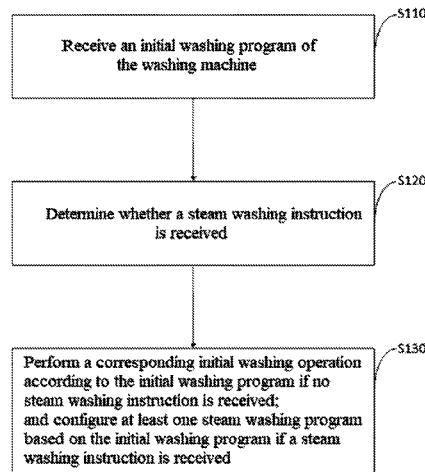 S110
Receive an initial washing program of
the washing machine
S120
Determine whether a steam washing instruction
is received
S130
Perform a corresponding initial washing operation
according to the initial washing program if no
steam washing instruction is received;
and configure at least one steam washing program
based on the initial washing program if a steam
washing instruction is received